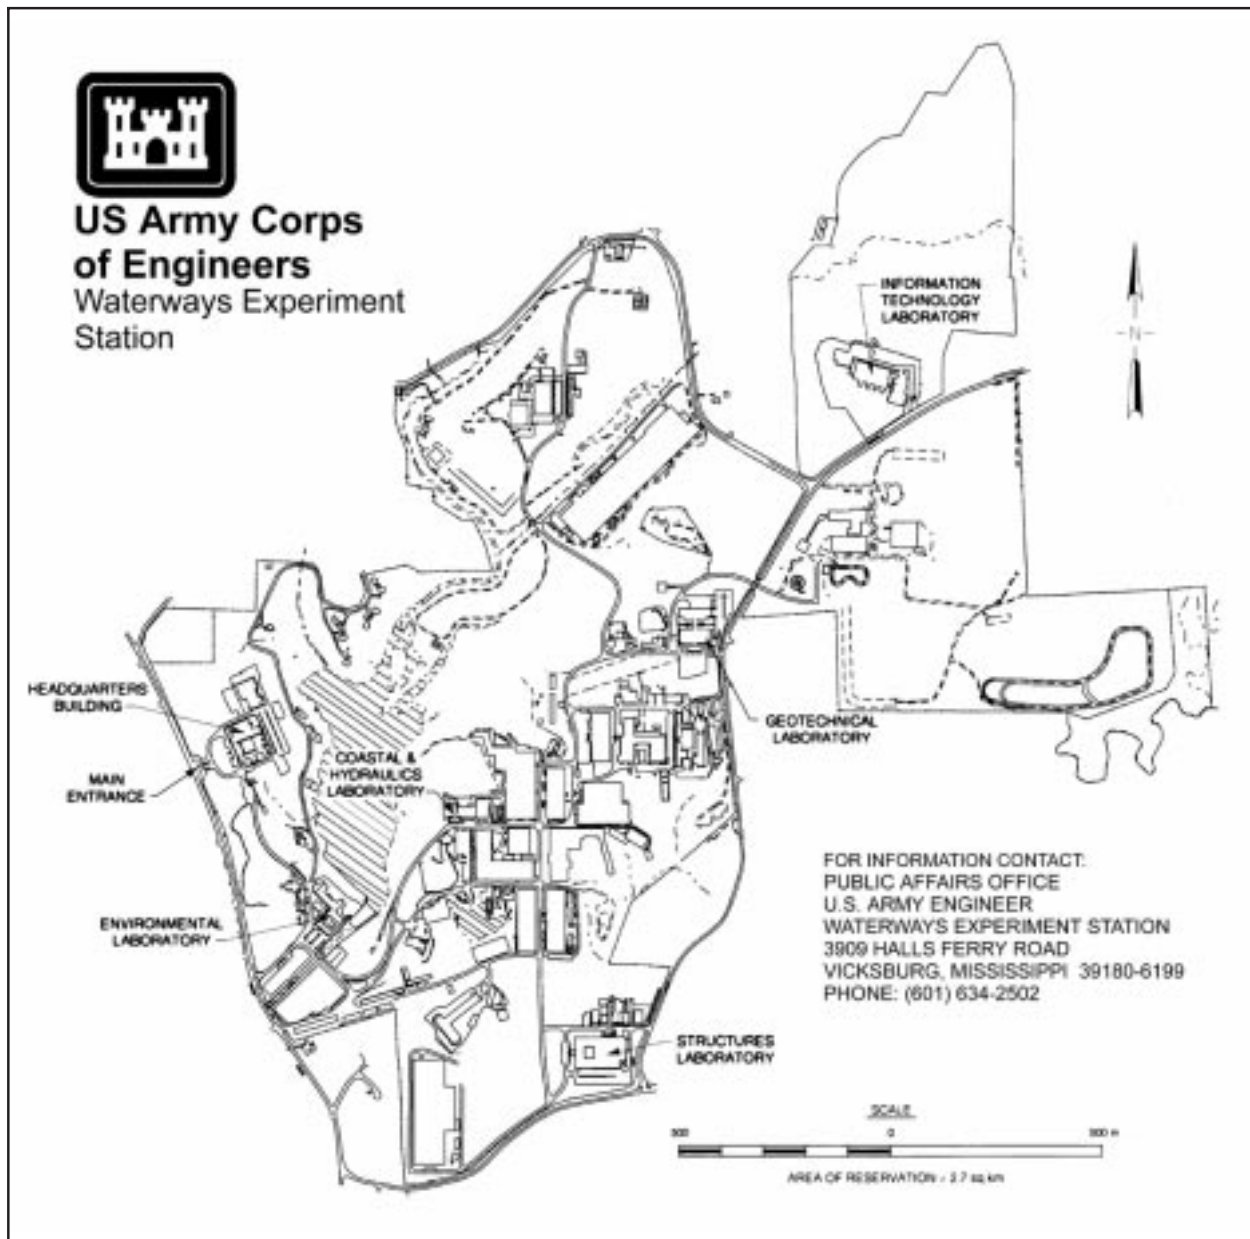 US Army Corps
of Engineers
Waterways Experiment
Station
INFORMATION
TECHNOLOGY
LABORATORY
N
HEADQUARTERS
BUILDING
MAIN
ENTRANCE
COASTAL &
HYDRAULICS
LABORATORY
GEOTECHNICAL
LABORATORY
ENVIRONMENTAL
LABORATORY
FOR INFORMATION CONTACT:
PUBLIC AFFAIRS OFFICE
U.S. ARMY ENGINEER
WATERWAYS EXPERIMENT STATION
3909 HALLS FERRY ROAD
VICKSBURG, MISSISSIPPI 39180-6199
PHONE: (601) 634-2502
STRUCTURES
LABORATORY
SCALE
0
AREA OF RESERVATION 2.7 sq km